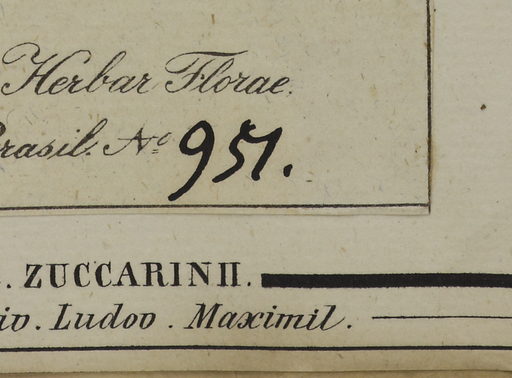 Herbar Florae.
Brasil. No 951.
. ZUCCARINII.
iv. Ludov. Maximil.